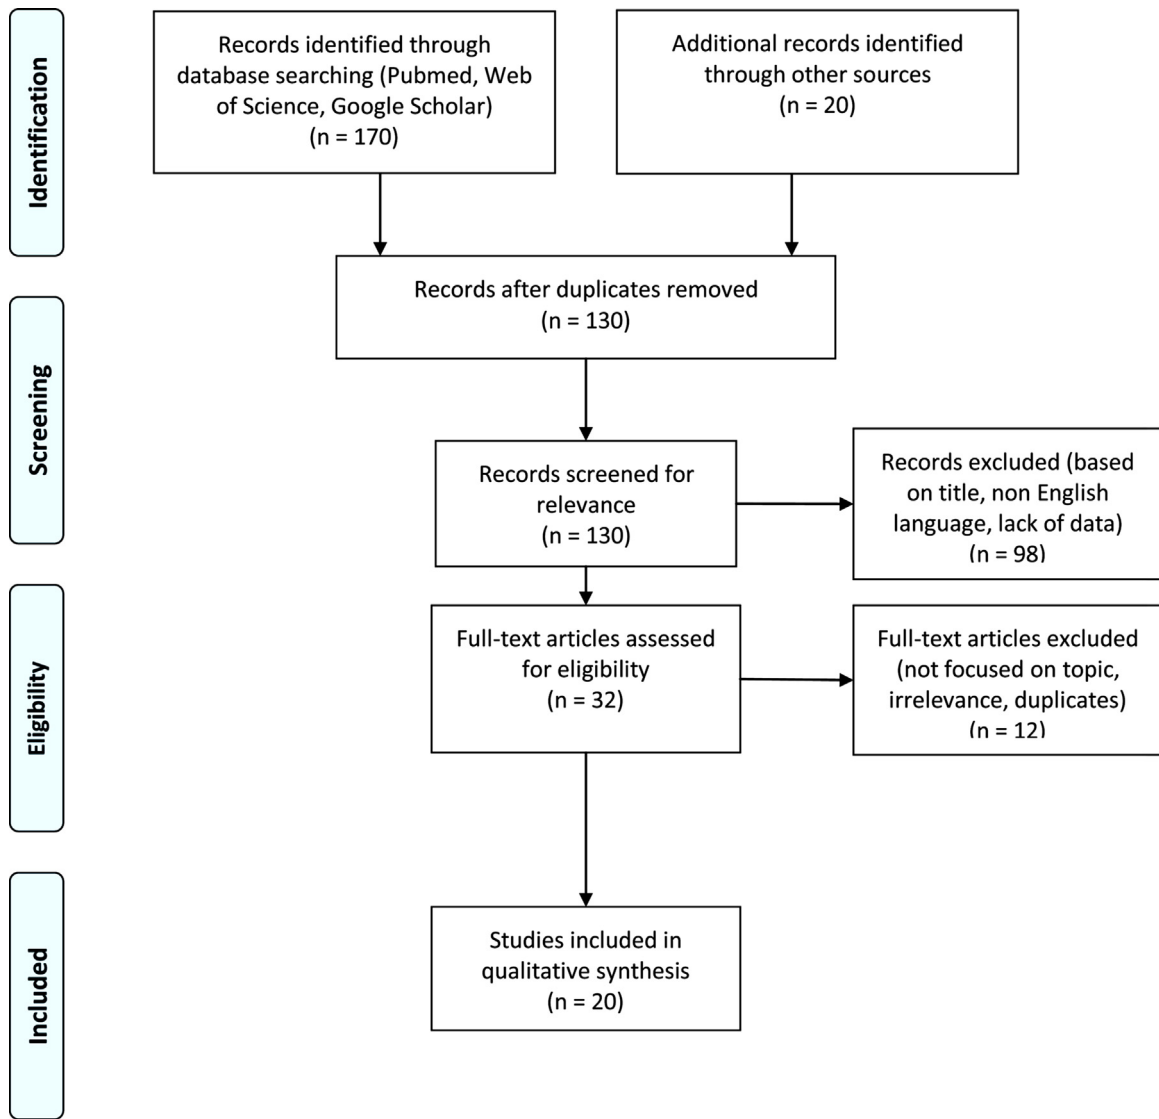 Identification
Records identified through
database searching (Pubmed, Web
of Science, Google Scholar)
(n = 170)
Additional records identified
through other sources
(n = 20)
Records after duplicates removed
(n = 130)
Screening
Records screened for
relevance
(n = 130)
Records excluded (based
on title, non English
language, lack of data)
(n = 98)
Eligibility
Full-text articles assessed
for eligibility
(n = 32)
Full-text articles excluded
(not focused on topic,
irrelevance, duplicates)
(n = 12)
Included
Studies included in
qualitative synthesis
(n = 20)